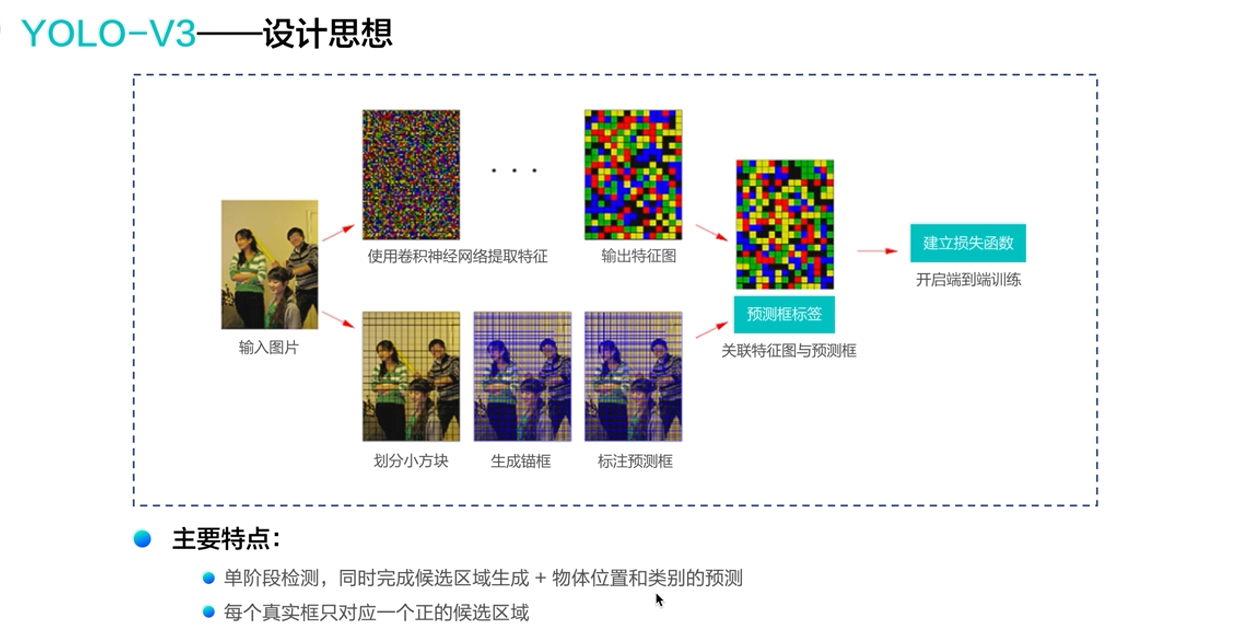 YOLO-V3——设计思想
使用卷积神经网络提取特征
输出特征图
输入图片
建立损失函数
开启端到端训练
预测框标签
关联特征图与预测框
划分小方块
生成锚框
标注预测框
主要特点：
单阶段检测，同时完成候选区域生成 + 物体位置和类别的预测
每个真实框只对应一个正的候选区域